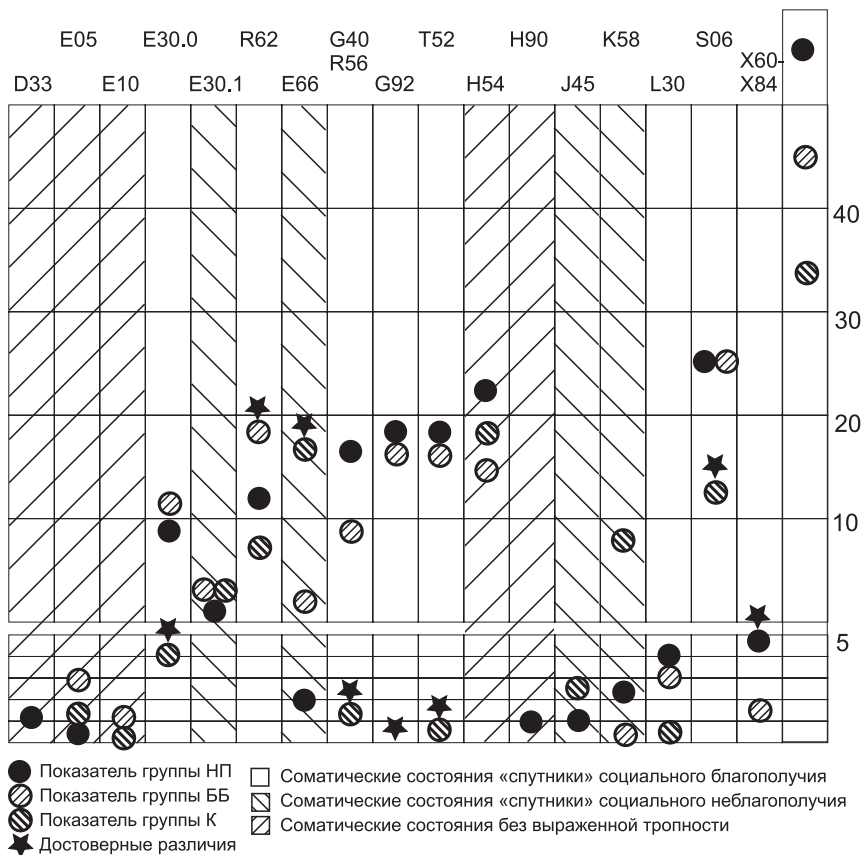 E05 E30.0 R62 G40 T52 H90 K58 S06
R56 X60-
D33 E10 E30.1 E66 G92 H54 J45 L30 X84
40
30
20
10
5
Показатель группы НП
Показатель группы ББ
Показатель группы К
Достоверные различия
Соматические состояния «спутники» социального благополучия
Соматические состояния «спутники» социального неблагополучия
Соматические состояния без выраженной тропности